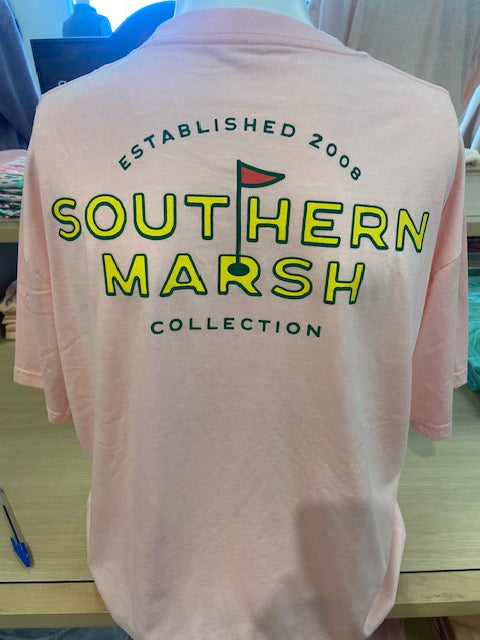 ESTABLISHED 2008
SOUTHERN
MARSH
COLLECTION